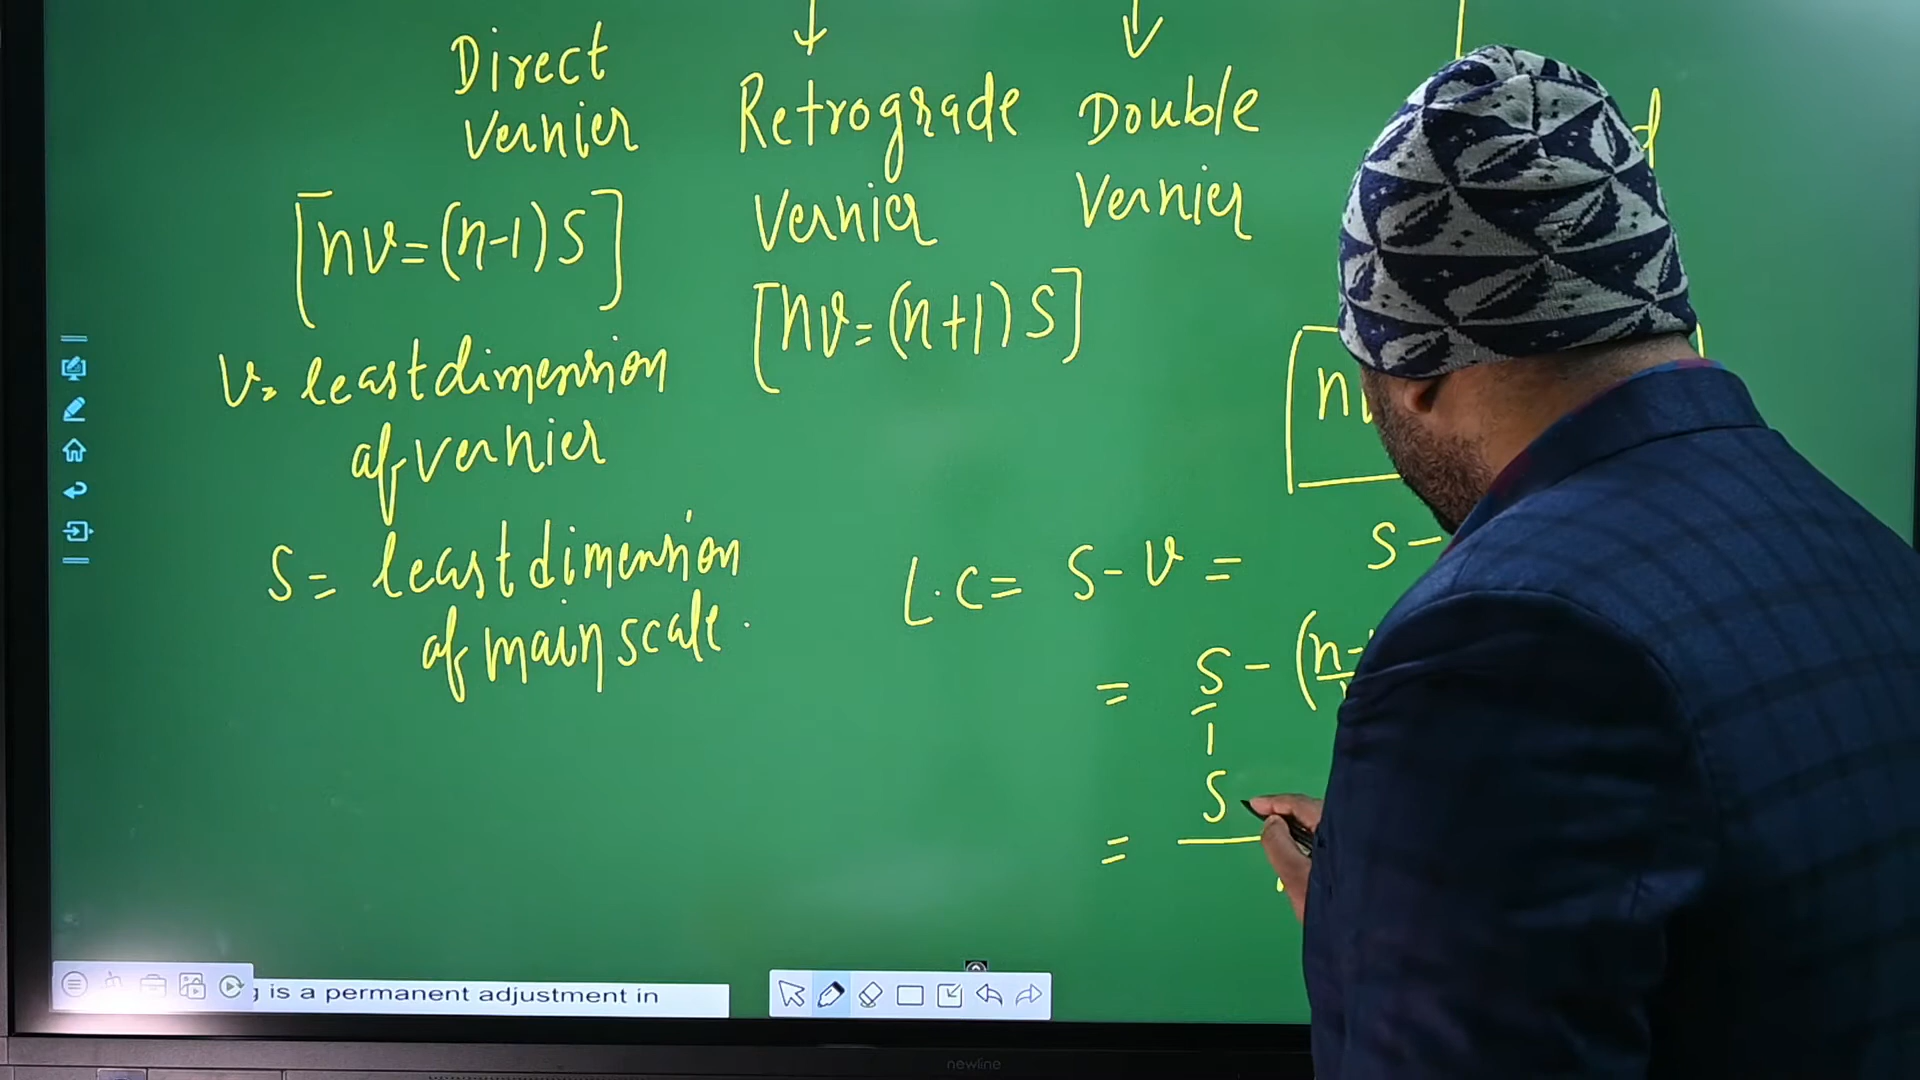 Direct
Vernier
[nv=(n-1)S]
V= least dimension
of vernier
S= least dimension
of main scale.
Retrograde
Vernier
[nv=(n+1)S]
Double
Vernier
d
n
L.C= S-v= S-
= S - (n-
1
= S
is a permanent adjustment in
newline